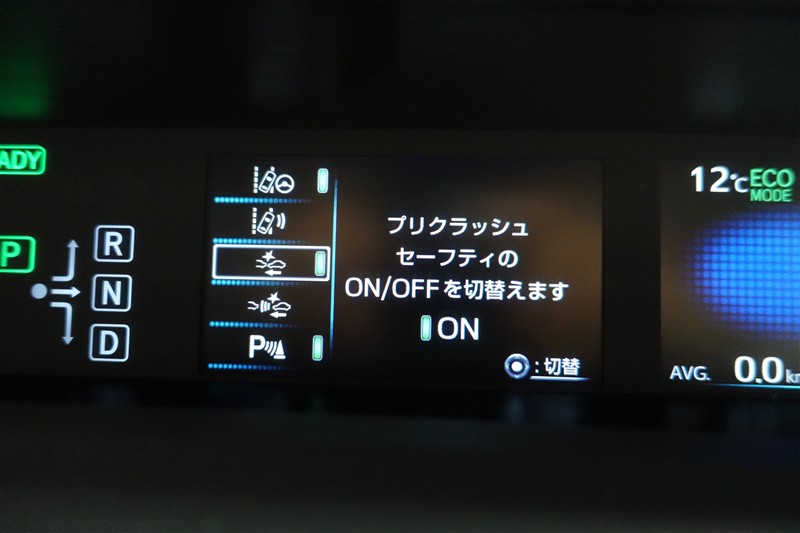 ADY
P
R
N
D
P
プリクラッシュ
セーフティの
ON/OFFを切替えます
ON
:切替
12℃
ECO
MODE
AVG. 0.0 km